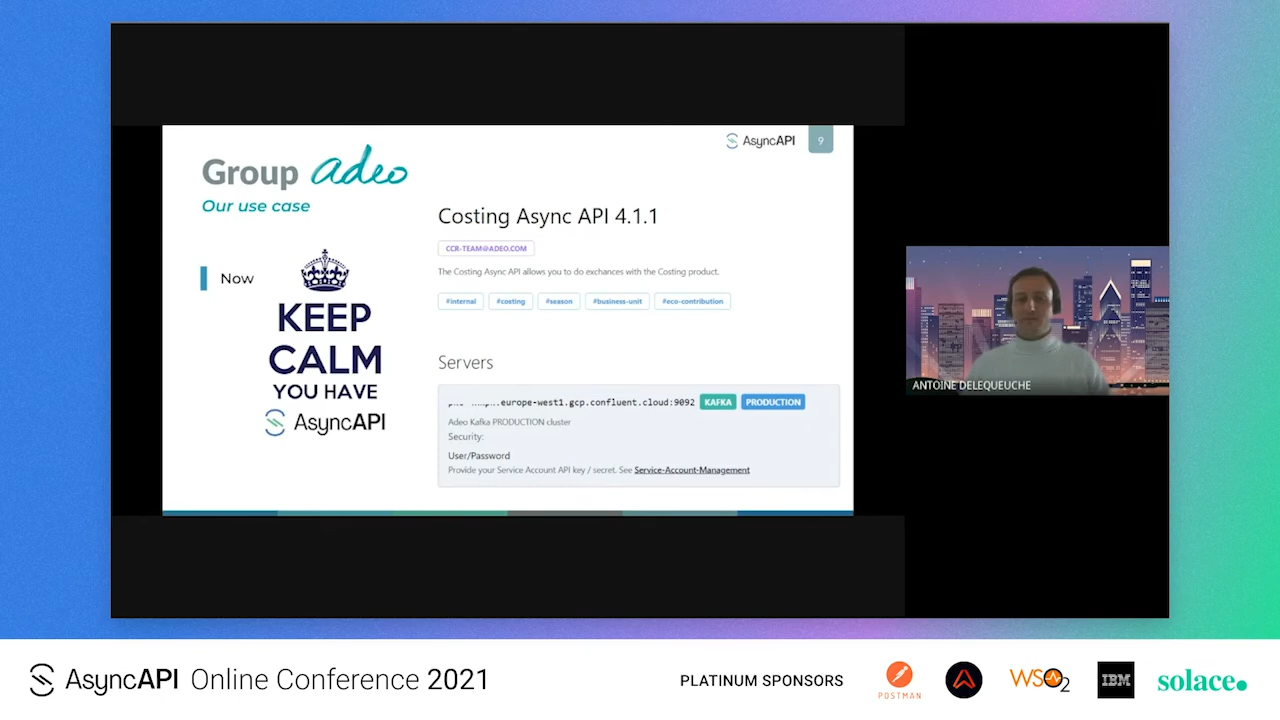 AsyncAPI
9
Group adeo
Our use case
Now
KEEP
CALM
YOU HAVE
AsyncAPI
Costing Async API 4.1.1
CCR-TEAM@ADEO.COM
The Costing Async API allows you to do exchances with the Costing product.
#internal #costing #season #business-unit #eco-contribution
Servers
.europe-west1.gcp.confluent.cloud:9092 KAFKA PRODUCTION
Adeo Kafka PRODUCTION cluster
Security:
User/Password
Provide your Service Account API key / secret. See Service-Account-Management
ANTOINE DELEQUEUCHE
AsyncAPI Online Conference 2021
PLATINUM SPONSORS
POSTMAN
WSO2
IBM
solace.